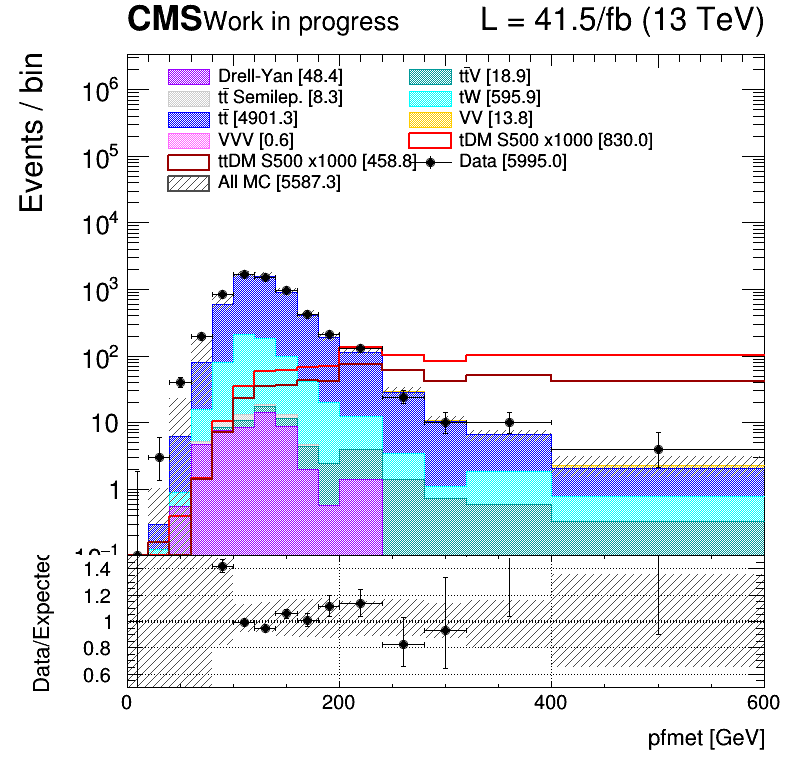 CMS Work in progress L = 41.5/fb (13 TeV)
Events / bin
10⁶
10⁵
10⁴
10³
10²
10
1
10⁻¹
Drell-Yan [48.4]
tt̄V [18.9]
tt̄ Semilep. [8.3]
tW [595.9]
tt̄ [4901.3]
VV [13.8]
VVV [0.6]
tDM S500 x1000 [830.0]
ttDM S500 x1000 [458.8]
Data [5995.0]
All MC [5587.3]
Data/Expected
1.4
1.2
1
0.8
0.6
0 200 400 600
pfmet [GeV]